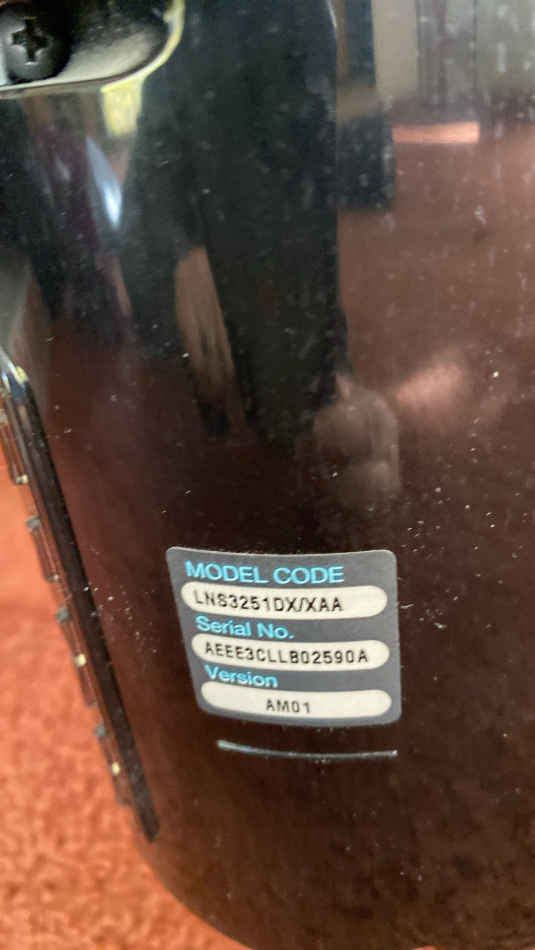 MODEL CODE
LNS3251DX/XAA
Serial No.
AEEE3CLLB02590A
Version
AM01